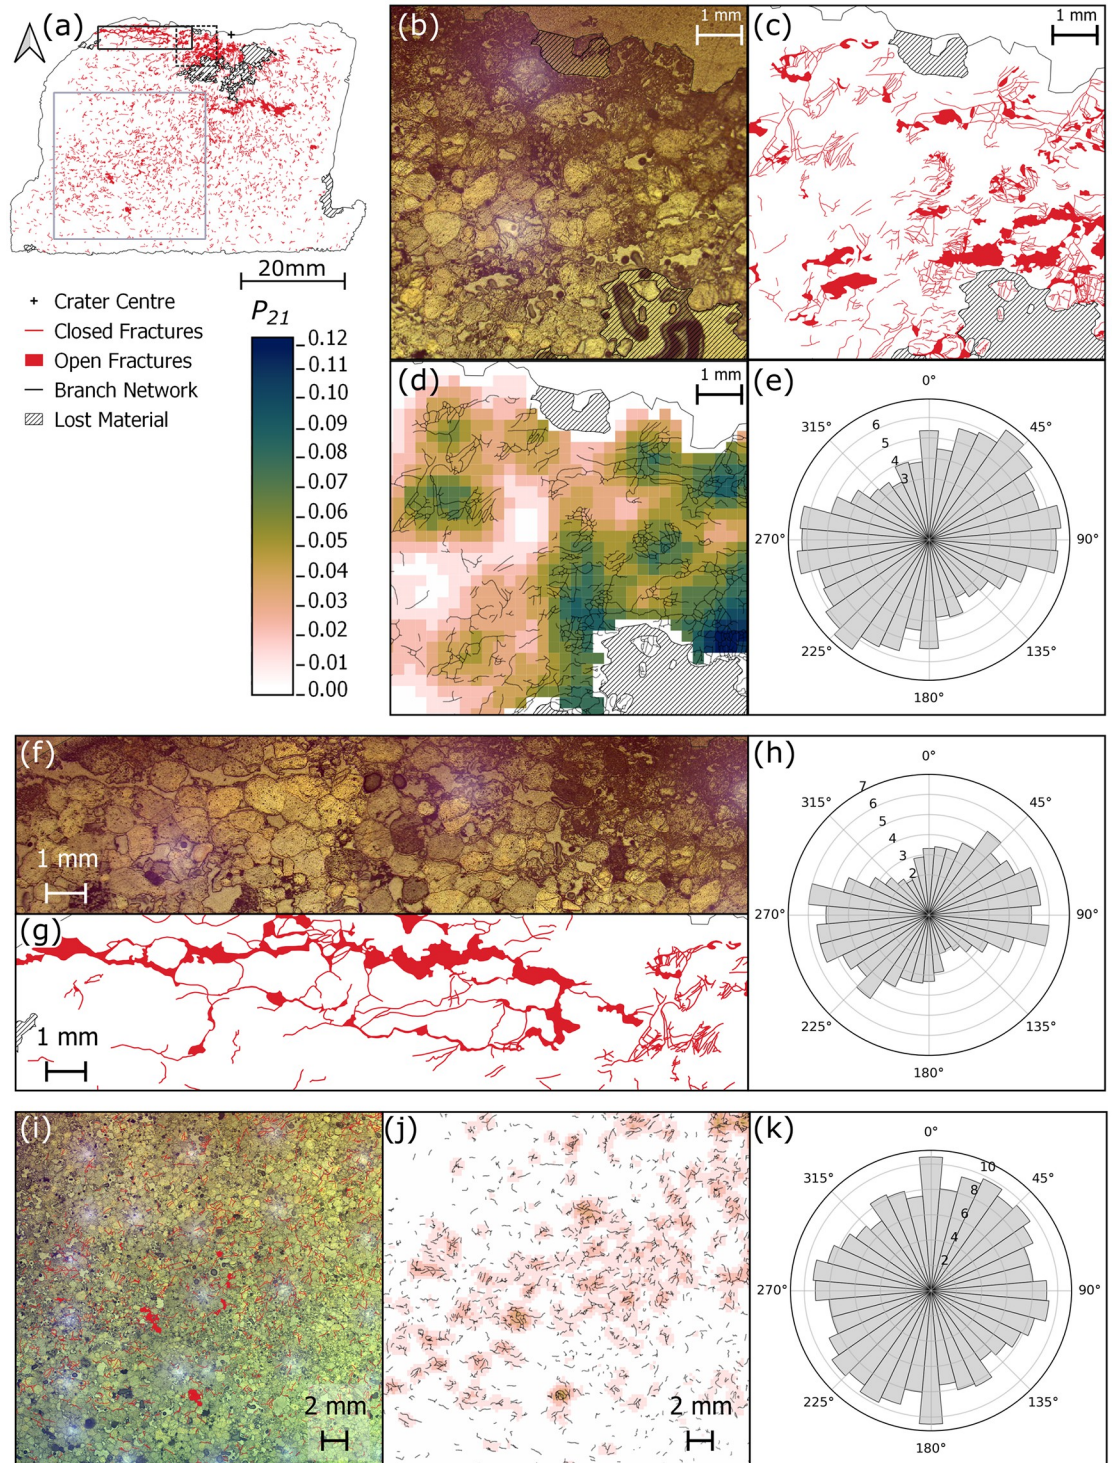 (a)
20mm
Crater Centre
Closed Fractures
Open Fractures
Branch Network
Lost Material
P21
0.12
0.11
0.10
0.09
0.08
0.07
0.06
0.05
0.04
0.03
0.02
0.01
0.00
(b)
1 mm
(c)
1 mm
(d)
1 mm
(e)
0°
45°
90°
135°
180°
225°
270°
315°
6
5
4
3
(f)
1 mm
(g)
1 mm
(h)
0°
45°
90°
135°
180°
225°
270°
315°
7
6
5
4
3
2
(i)
2 mm
(j)
2 mm
(k)
0°
45°
90°
135°
180°
225°
270°
315°
10
8
6
4
2